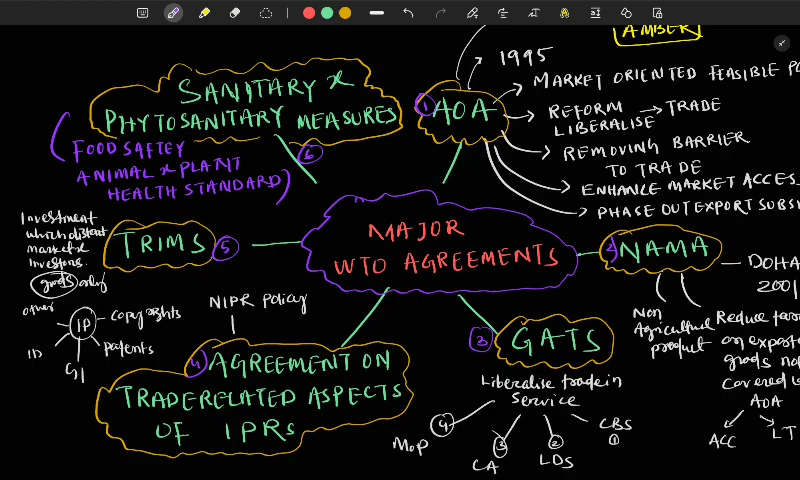 AMBER
1995
MARKET ORIENTED FEASIBLE PO
REFORM → TRADE
LIBERALISE
REMOVING BARRIER
TO TRADE
ENHANCE MARKET ACCES
PHASE OUT EXPORT SUBSI
1 AOA
SANITARY &
PHYTOSANITARY MEASURES
6
(FOOD SAFTEY
ANIMAL & PLANT
HEALTH STANDARD)
MAJOR
WTO AGREEMENTS
2 NAMA
DOHA
2001
Non
Agricultural
product
Reduce
on
goods
covered
AOA
ACC
LT
TRIMS 5
Investment
which distort
market &
investors.
goods only
other
IP
copyrights
patents
ID
GI
NIPR Policy
4 AGREEMENT ON
TRADERELATED ASPECTS
OF IPRs
3 GATS
Liberalise trade in
Service
4
MOP
3
CA
2
LDS
CBS
1